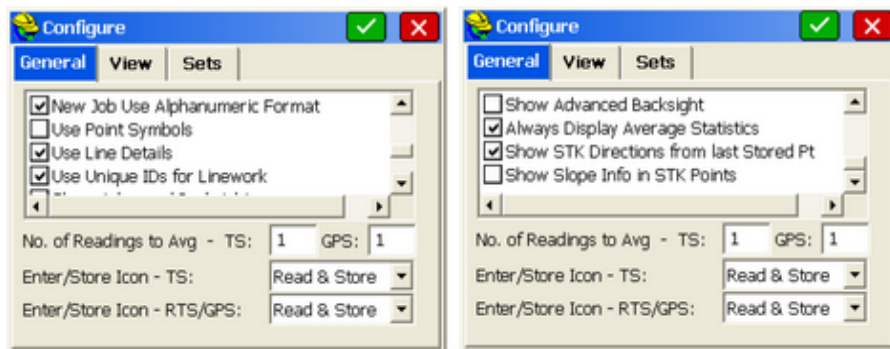 Configure
General View Sets
New Job Use Alphanumeric Format
Use Point Symbols
Use Line Details
Use Unique IDs for Linework
No. of Readings to Avg - TS: 1 GPS: 1
Enter/Store Icon - TS: Read & Store
Enter/Store Icon - RTS/GPS: Read & Store
Configure
General View Sets
Show Advanced Backsight
Always Display Average Statistics
Show STK Directions from last Stored Pt
Show Slope Info in STK Points
No. of Readings to Avg - TS: 1 GPS: 1
Enter/Store Icon - TS: Read & Store
Enter/Store Icon - RTS/GPS: Read & Store